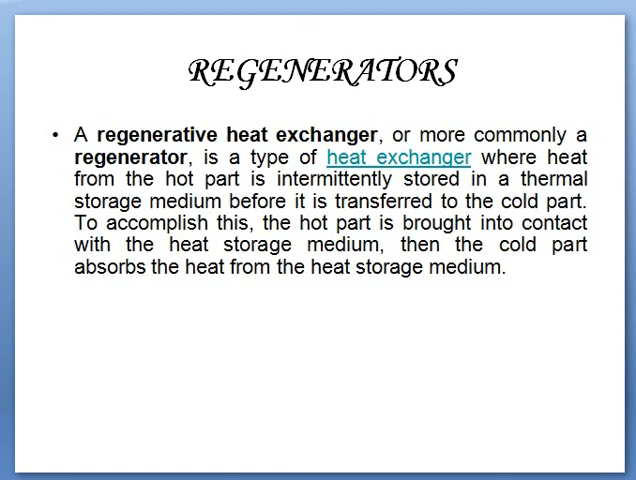 REGENERATORS
• A regenerative heat exchanger, or more commonly a
regenerator, is a type of heat exchanger where heat
from the hot part is intermittently stored in a thermal
storage medium before it is transferred to the cold part.
To accomplish this, the hot part is brought into contact
with the heat storage medium, then the cold part
absorbs the heat from the heat storage medium.